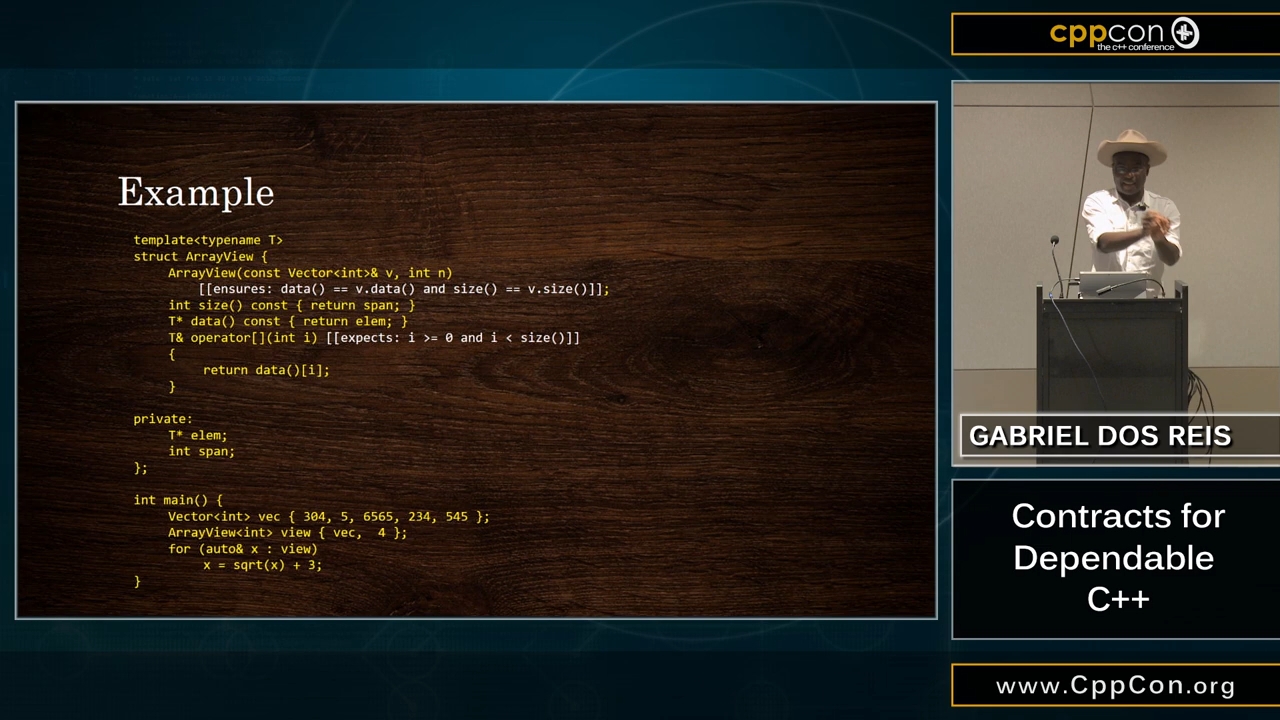 cppcon
the c++ conference
Example
template<typename T>
struct ArrayView {
ArrayView(const Vector<int>& v, int n)
[[ensures: data() == v.data() and size() == v.size()]];
int size() const { return span; }
T* data() const { return elem; }
T& operator[](int i) [[expects: i >= 0 and i < size()]]
{
return data()[i];
}
private:
T* elem;
int span;
};
int main() {
Vector<int> vec { 304, 5, 6565, 234, 545 };
ArrayView<int> view { vec, 4 };
for (auto& x : view)
x = sqrt(x) + 3;
}
GABRIEL DOS REIS
Contracts for
Dependable
C++
www.CppCon.org